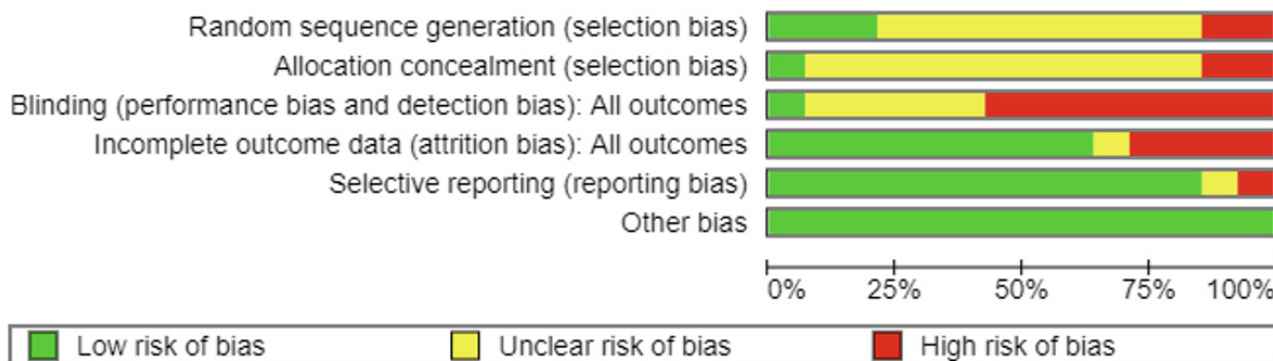 Random sequence generation (selection bias)
Allocation concealment (selection bias)
Blinding (performance bias and detection bias): All outcomes
Incomplete outcome data (attrition bias): All outcomes
Selective reporting (reporting bias)
Other bias
0% 25% 50% 75% 100%
Low risk of bias Unclear risk of bias High risk of bias